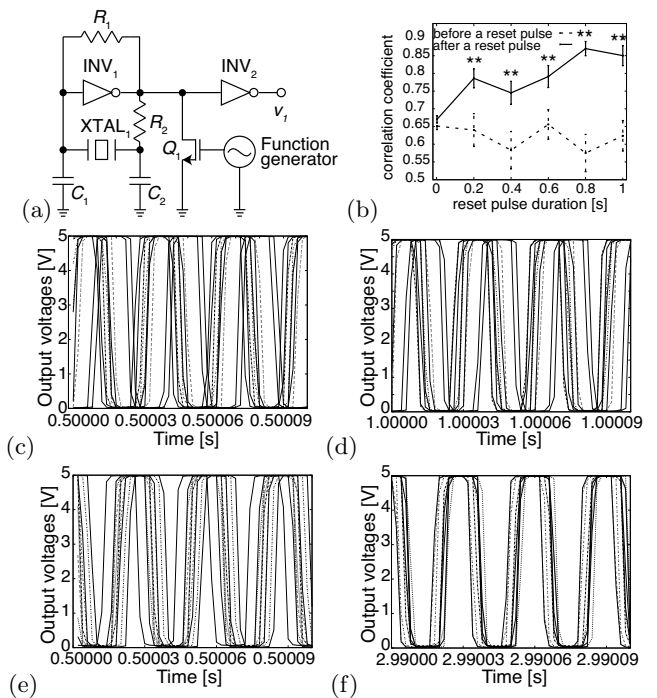 R1
INV1
INV2
v1
XTAL1
R2
Q1
Function
generator
C1
C2
(a)
before a reset pulse
after a reset pulse
correlation coefficient
0.9
0.85
0.8
0.75
0.7
0.65
0.6
0.55
0.5
** ** ** ** **
0 0.2 0.4 0.6 0.8 1
reset pulse duration [s]
(b)
Output voltages [V]
5
4
3
2
1
0
0.50000 0.50003 0.50006 0.50009
Time [s]
(c)
Output voltages [V]
5
4
3
2
1
0
1.00000 1.00003 1.00006 1.00009
Time [s]
(d)
Output voltages [V]
5
4
3
2
1
0
0.50000 0.50003 0.50006 0.50009
Time [s]
(e)
Output voltages [V]
5
4
3
2
1
0
2.99000 2.99003 2.99006 2.99009
Time [s]
(f)